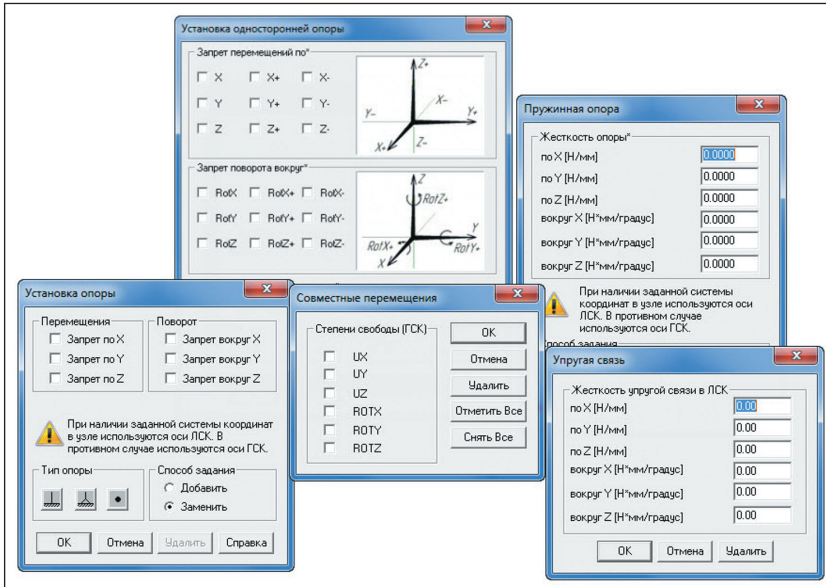 Установка односторонней опоры
Запрет перемещений по*
X X+ X-
Y Y+ Y-
Z Z+ Z-
Z+
X-
Y- Y+
X+ Z-
Запрет поворота вокруг*
RotX RotX+ RotX-
RotY RotY+ RotY-
RotZ RotZ+ RotZ-
Z
RotZ+
Y
RotX+
RotY+
X
Пружинная опора
Жесткость опоры*
по X [Н/мм] 0.0000
по Y [Н/мм] 0.0000
по Z [Н/мм] 0.0000
вокруг X [Н*мм/градус] 0.0000
вокруг Y [Н*мм/градус] 0.0000
вокруг Z [Н*мм/градус] 0.0000
При наличии заданной системы
координат в узле используются оси
ЛСК. В противном случае
используются оси ГСК.
Способ задания
Установка опоры
Перемещения Поворот
Запрет по X Запрет вокруг X
Запрет по Y Запрет вокруг Y
Запрет по Z Запрет вокруг Z
При наличии заданной системы координат
в узле используются оси ЛСК. В
противном случае используются оси ГСК.
Тип опоры Способ задания
Добавить
Заменить
OK Отмена Удалить Справка
Совместные перемещения
Степени свободы (ГСК)
UX
UY
UZ
ROTX
ROTY
ROTZ
OK
Отмена
Удалить
Отметить Все
Снять Все
Упругая связь
Жесткость упругой связи в ЛСК
по X [Н/мм] 0.00
по Y [Н/мм] 0.00
по Z [Н/мм] 0.00
вокруг X [Н*мм/градус] 0.00
вокруг Y [Н*мм/градус] 0.00
вокруг Z [Н*мм/градус] 0.00
OK Отмена Удалить